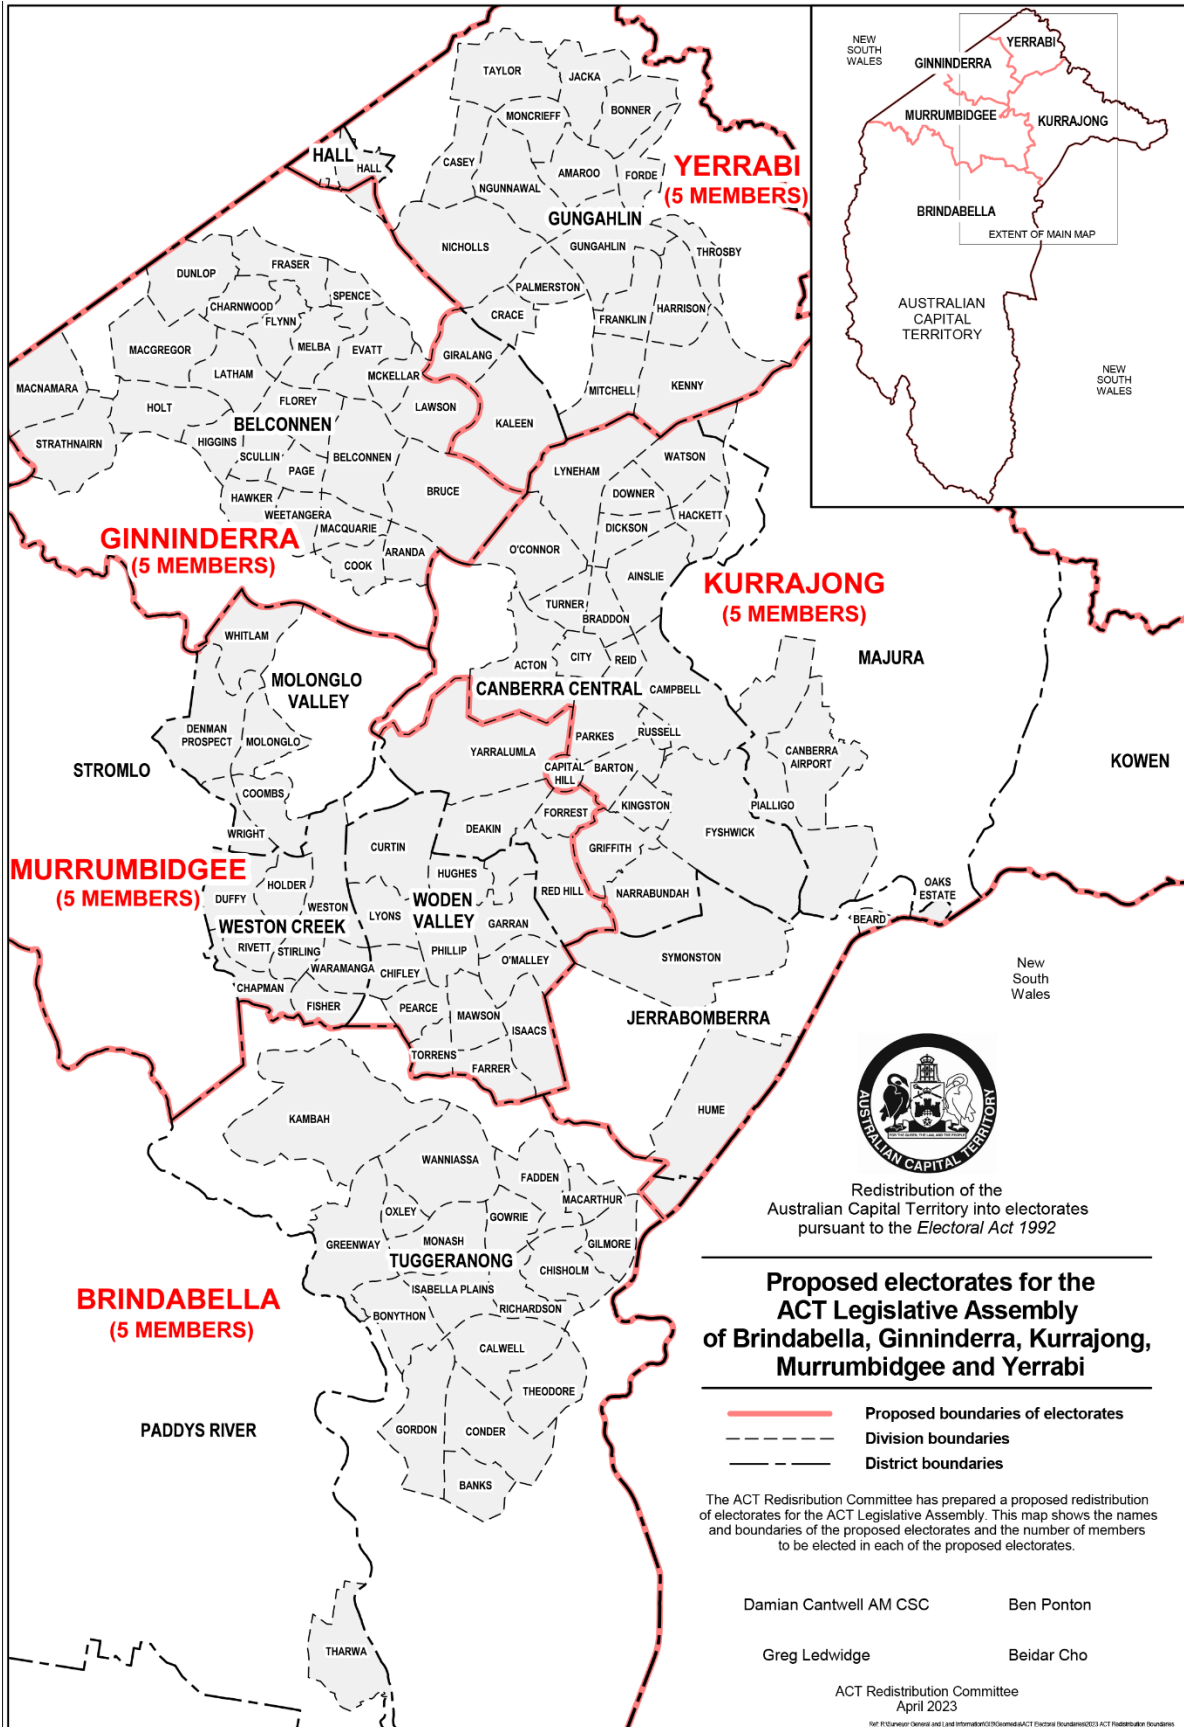 NEW
SOUTH
WALES
YERRABI
GINNINDERRA
MURRUMBIDGEE
KURRAJONG
BRINDABELLA
EXTENT OF MAIN MAP
AUSTRALIAN
CAPITAL
TERRITORY
NEW
SOUTH
WALES
TAYLOR
JACKA
BONNER
MONCRIEFF
HALL
HALL
CASEY
AMAROO
FORDE
NGUNNAWAL
YERRABI
(5 MEMBERS)
GUNGAHLIN
NICHOLLS
GUNGAHLIN
THROSBY
PALMERSTON
CRACE
FRANKLIN
HARRISON
GIRALANG
MITCHELL
KENNY
KALEEN
DUNLOP
FRASER
SPENCE
CHARNWOOD
FLYNN
MACGREGOR
MELBA
EVATT
LATHAM
MCKELLAR
MACNAMARA
HOLT
FLOREY
LAWSON
BELCONNEN
STRATHNAIRN
HIGGINS
SCULLIN
PAGE
BELCONNEN
HAWKER
BRUCE
WEETANGERA
MACQUARIE
GINNINDERRA
(5 MEMBERS)
COOK
ARANDA
LYNEHAM
WATSON
DOWNER
HACKETT
DICKSON
O'CONNOR
AINSLIE
KURRAJONG
(5 MEMBERS)
TURNER
BRADDON
CITY
REID
ACTON
CANBERRA CENTRAL
CAMPBELL
MAJURA
WHITLAM
MOLONGLO
VALLEY
DENMAN
PROSPECT
MOLONGLO
STROMLO
COOMBS
WRIGHT
YARRALUMLA
PARKES
RUSSELL
CANBERRA
AIRPORT
KOWEN
CAPITAL
HILL
BARTON
KINGSTON
PIALLIGO
FORREST
DEAKIN
FYSHWICK
GRIFFITH
CURTIN
MURRUMBIDGEE
(5 MEMBERS)
HOLDER
HUGHES
DUFFY
WESTON
RED HILL
NARRABUNDAH
OAKS
ESTATE
BEARD
WODEN
VALLEY
LYONS
GARRAN
WESTON CREEK
RIVETT
STIRLING
PHILLIP
O'MALLEY
SYMONSTON
WARAMANGA
CHIFLEY
CHAPMAN
FISHER
PEARCE
MAWSON
ISAACS
JERRABOMBERRA
TORRENS
FARRER
New
South
Wales
KAMBAH
HUME
WANNIASSA
FADDEN
MACARTHUR
OXLEY
GOWRIE
GREENWAY
MONASH
GILMORE
TUGGERANONG
CHISHOLM
ISABELLA PLAINS
BONYTHON
RICHARDSON
BRINDABELLA
(5 MEMBERS)
CALWELL
THEODORE
PADDYS RIVER
GORDON
CONDER
BANKS
THARWA
FOR THE QUEEN, THE LAW, AND THE PEOPLE
AUSTRALIAN CAPITAL TERRITORY
Redistribution of the
Australian Capital Territory into electorates
pursuant to the Electoral Act 1992
Proposed electorates for the
ACT Legislative Assembly
of Brindabella, Ginninderra, Kurrajong,
Murrumbidgee and Yerrabi
Proposed boundaries of electorates
Division boundaries
District boundaries
The ACT Redisribution Committee has prepared a proposed redistribution
of electorates for the ACT Legislative Assembly. This map shows the names
and boundaries of the proposed electorates and the number of members
to be elected in each of the proposed electorates.
Damian Cantwell AM CSC
Ben Ponton
Greg Ledwidge
Beidar Cho
ACT Redistribution Committee
April 2023